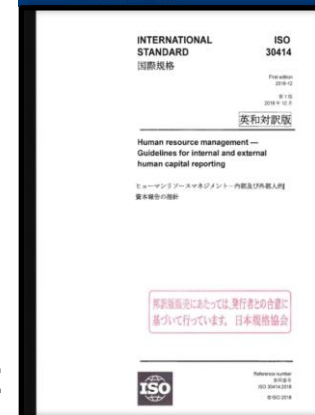 INTERNATIONAL
STANDARD
国際規格
ISO
30414
First edition
2018-12
第1版
2018年12月
英和対訳版
Human resource management —
Guidelines for internal and external
human capital reporting
ヒューマンリソースマネジメント－内部及び外部人的
資本報告の指針
邦訳版販売にあたっては、発行者との合意に
基づいて行っています。 日本規格協会
ISO
Reference number
参照番号
ISO 30414:2018
© ISO 2018